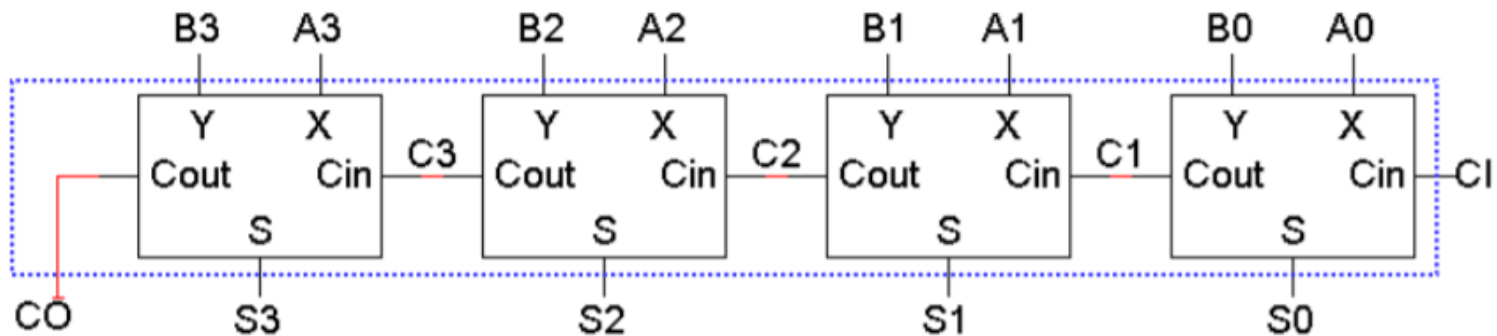 B3 A3 B2 A2 B1 A1 B0 A0
Y X Y X Y X Y X
Cout Cin C3 Cout Cin C2 Cout Cin C1 Cout Cin CI
S S S S
CO S3 S2 S1 S0